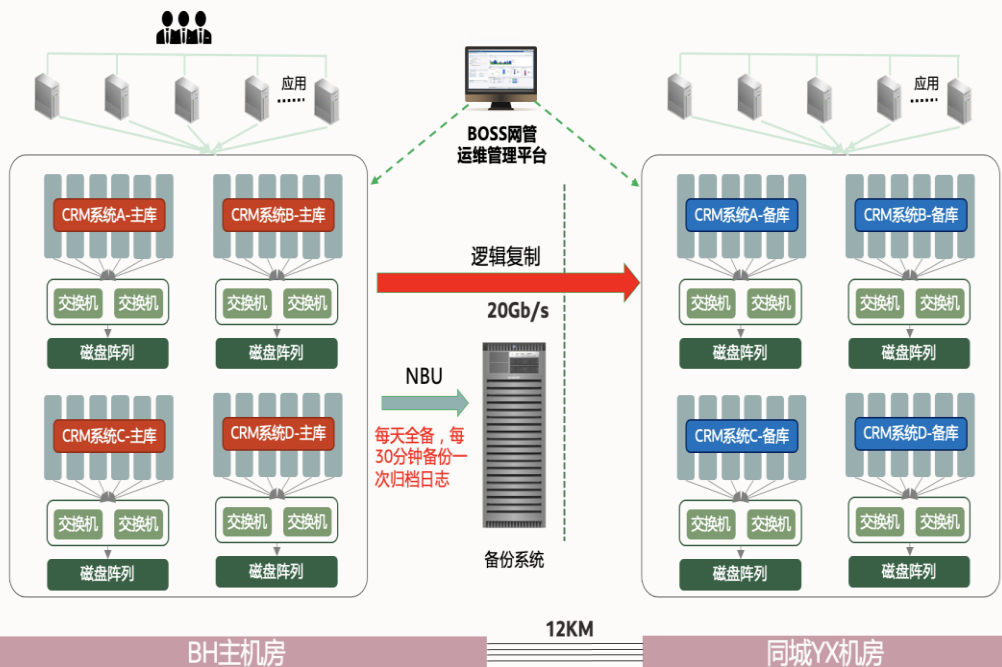 应用
……
BOSS网管
运维管理平台
应用
……
CRM系统A-主库
CRM系统B-主库
交换机
交换机
交换机
交换机
磁盘阵列
磁盘阵列
CRM系统C-主库
CRM系统D-主库
交换机
交换机
交换机
交换机
磁盘阵列
磁盘阵列
逻辑复制
20Gb/s
NBU
每天全备，每
30分钟备份一
次归档日志
备份系统
CRM系统A-备库
CRM系统B-备库
交换机
交换机
交换机
交换机
磁盘阵列
磁盘阵列
CRM系统C-备库
CRM系统D-备库
交换机
交换机
交换机
交换机
磁盘阵列
磁盘阵列
12KM
BH主机房
同城YX机房